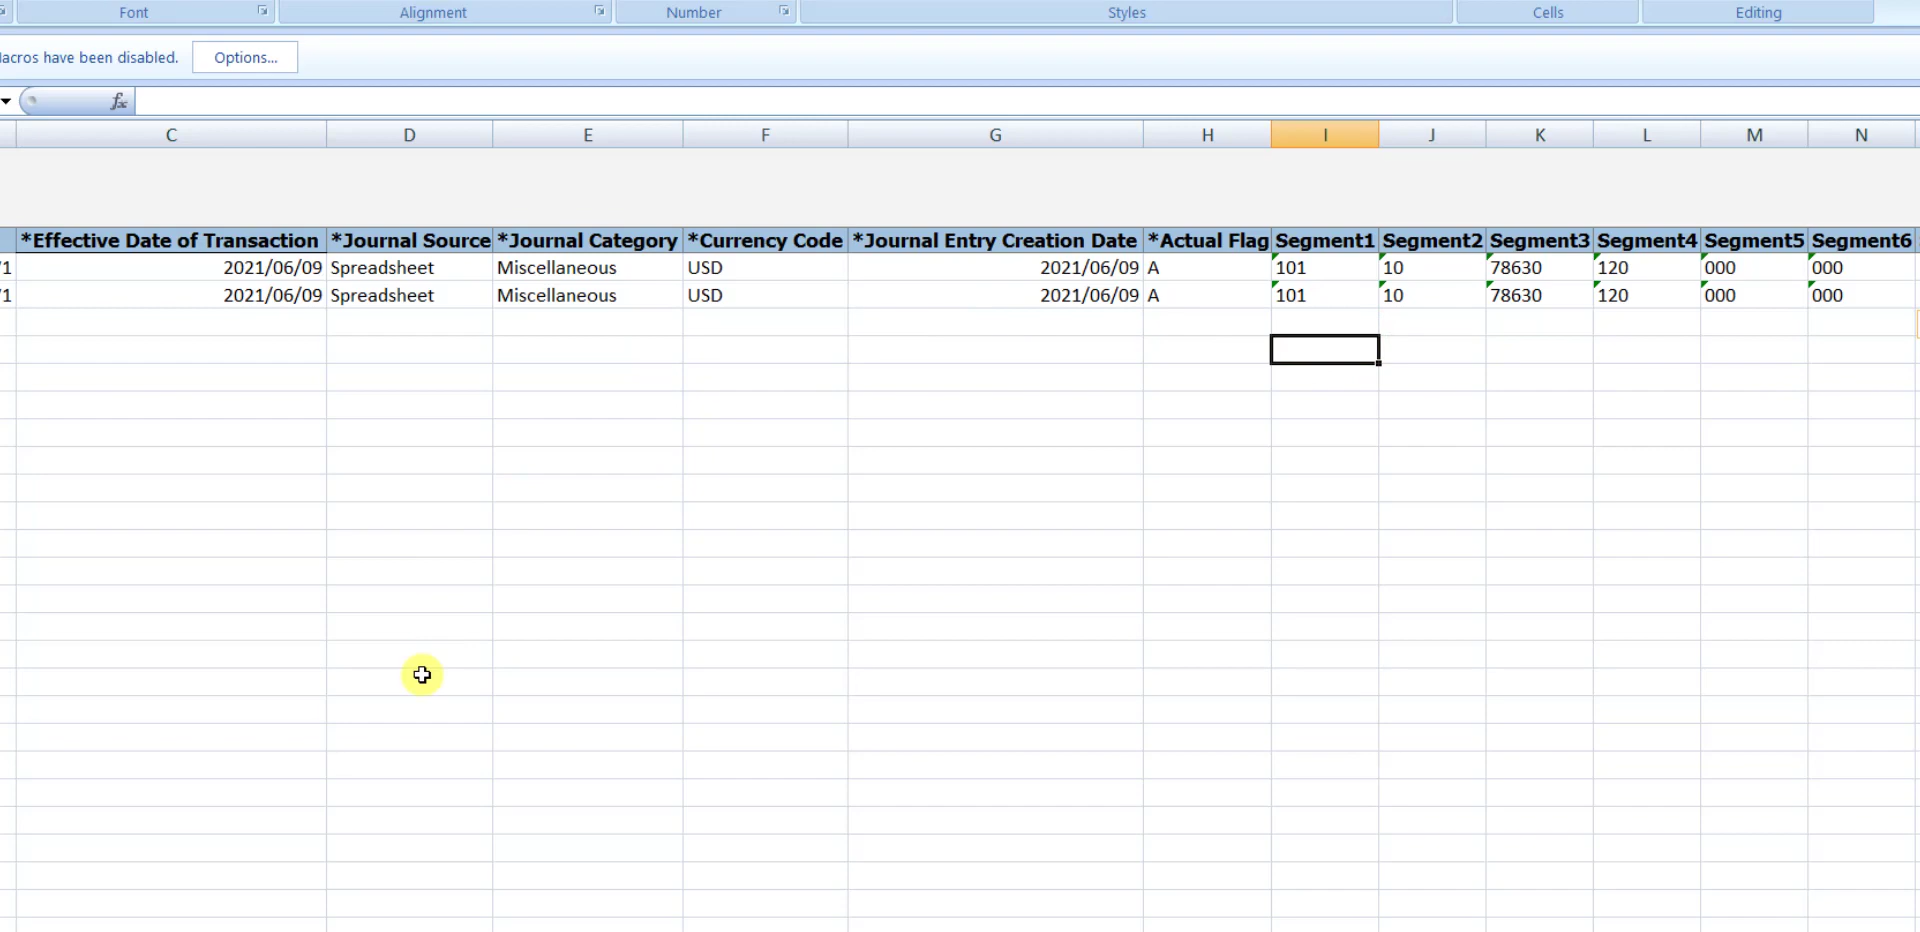 Font Alignment Number Styles Cells Editing
acros have been disabled. Options...
fx
C D E F G H I J K L M N
*Effective Date of Transaction *Journal Source *Journal Category *Currency Code *Journal Entry Creation Date *Actual Flag Segment1 Segment2 Segment3 Segment4 Segment5 Segment6
/1 2021/06/09 Spreadsheet Miscellaneous USD 2021/06/09 A 101 10 78630 120 000 000
/1 2021/06/09 Spreadsheet Miscellaneous USD 2021/06/09 A 101 10 78630 120 000 000